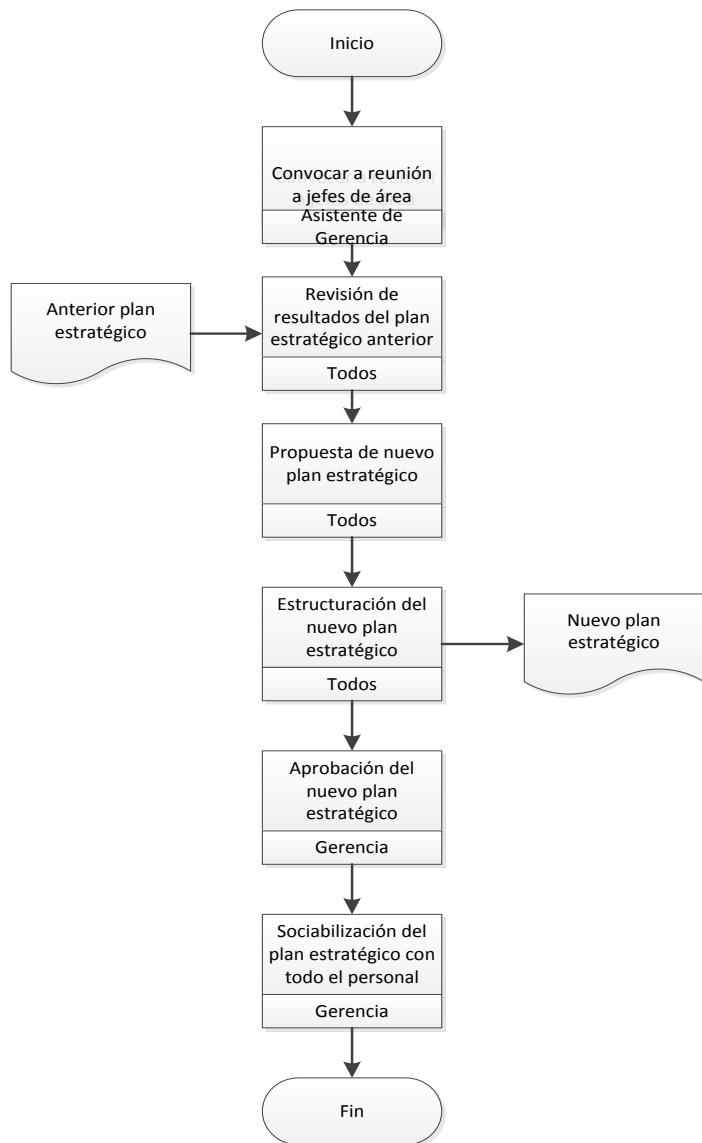 Inicio
Convocar a reunión
a jefes de área
Asistente de
Gerencia
Anterior plan
estratégico
Revisión de
resultados del plan
estratégico anterior
Todos
Propuesta de nuevo
plan estratégico
Todos
Estructuración del
nuevo plan
estratégico
Todos
Nuevo plan
estratégico
Aprobación del
nuevo plan
estratégico
Gerencia
Sociabilización del
plan estratégico con
todo el personal
Gerencia
Fin